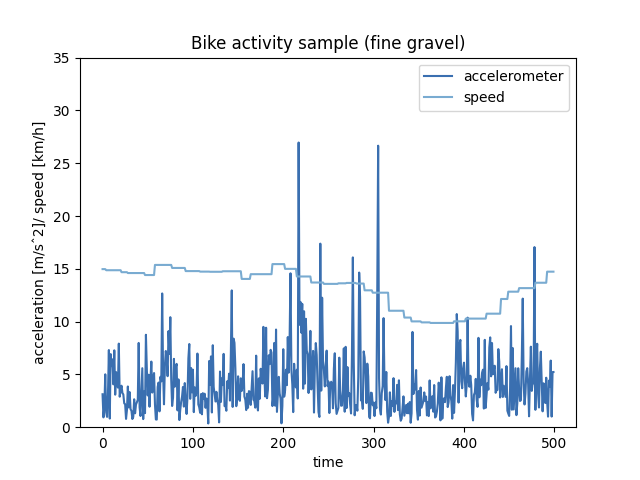 Bike activity sample (fine gravel)
accelerometer
speed
acceleration [m/sˆ2]/ speed [km/h]
35
30
25
20
15
10
5
0
0 100 200 300 400 500
time